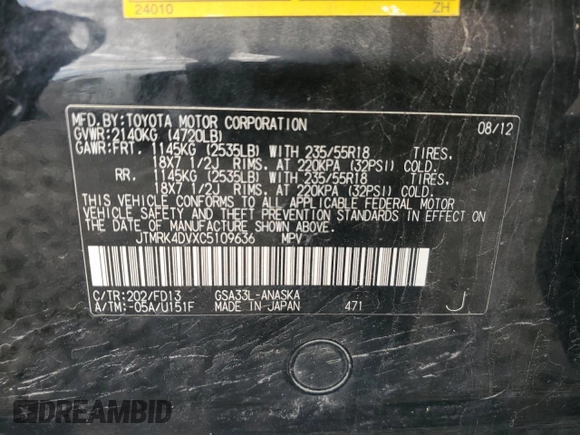 24010 ZH
MFD. BY: TOYOTA MOTOR CORPORATION 08/12
GVWR: 2140KG (4720LB)
GAWR: FRT. 1145KG (2535LB) WITH 235/55R18 TIRES,
18X7 1/2J RIMS, AT 220KPA (32PSI) COLD.
RR. 1145KG (2535LB) WITH 235/55R18 TIRES,
18X7 1/2J RIMS, AT 220KPA (32PSI) COLD.
THIS VEHICLE CONFORMS TO ALL APPLICABLE FEDERAL MOTOR
VEHICLE SAFETY AND THEFT PREVENTION STANDARDS IN EFFECT
ON THE DATE OF MANUFACTURE SHOWN ABOVE.
JTMRK4DVXC5109636 MPV
C/TR: 202/FD13 GSA33L-ANASKA
A/TM: -05A/U151F MADE IN JAPAN 471 J
DREAMBID